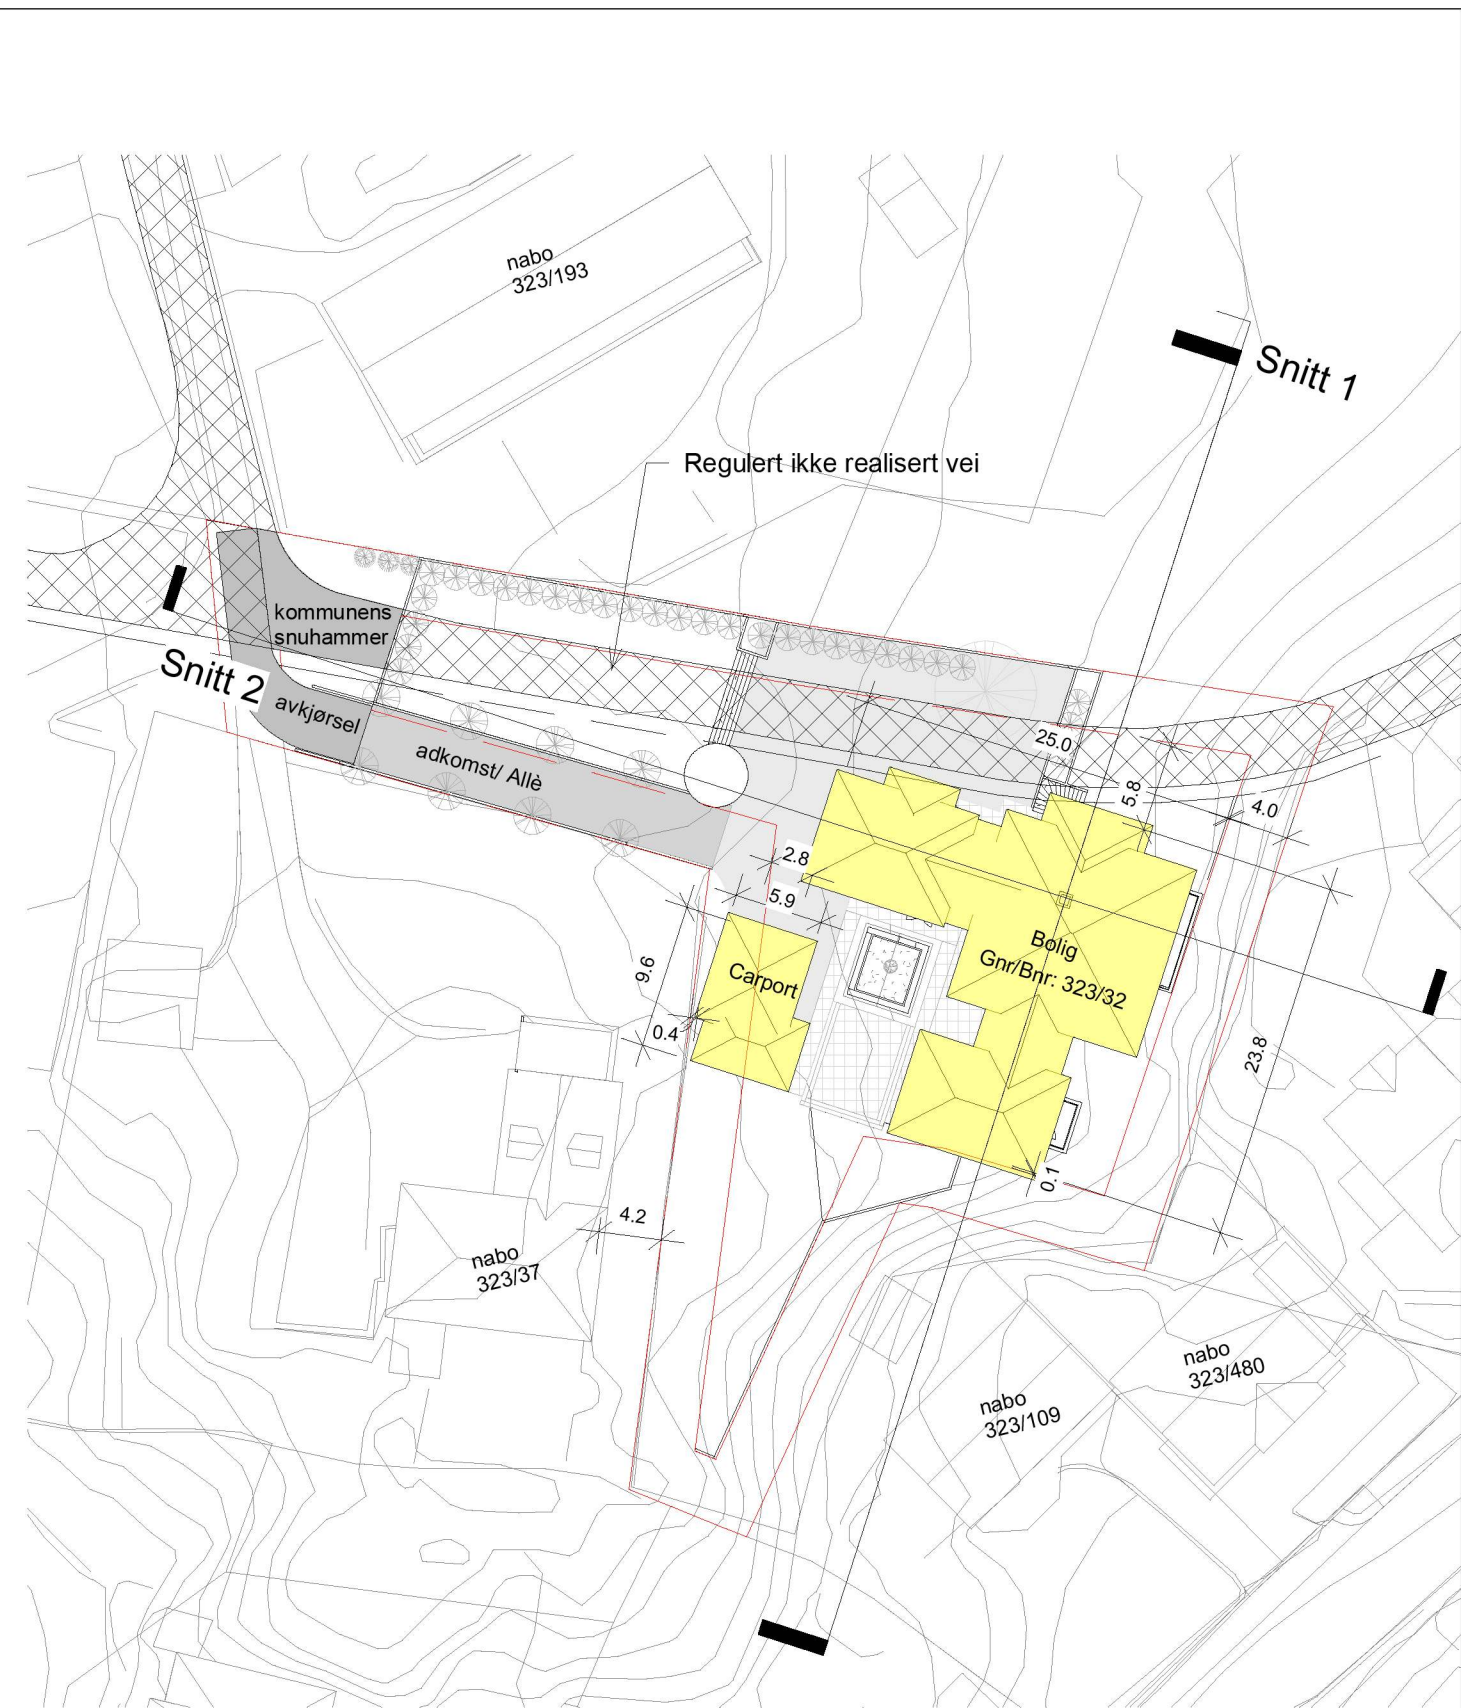 nabo
323/193
Snitt 1
Regulert ikke realisert vei
kommunens
snuhammer
Snitt 2
avkjørsel
adkomst/ Allè
25.0
5.8
4.0
2.8
5.9
9.6
Carport
Bolig
Gnr/Bnr: 323/32
0.4
23.8
0.1
4.2
nabo
323/37
nabo
323/480
nabo
323/109